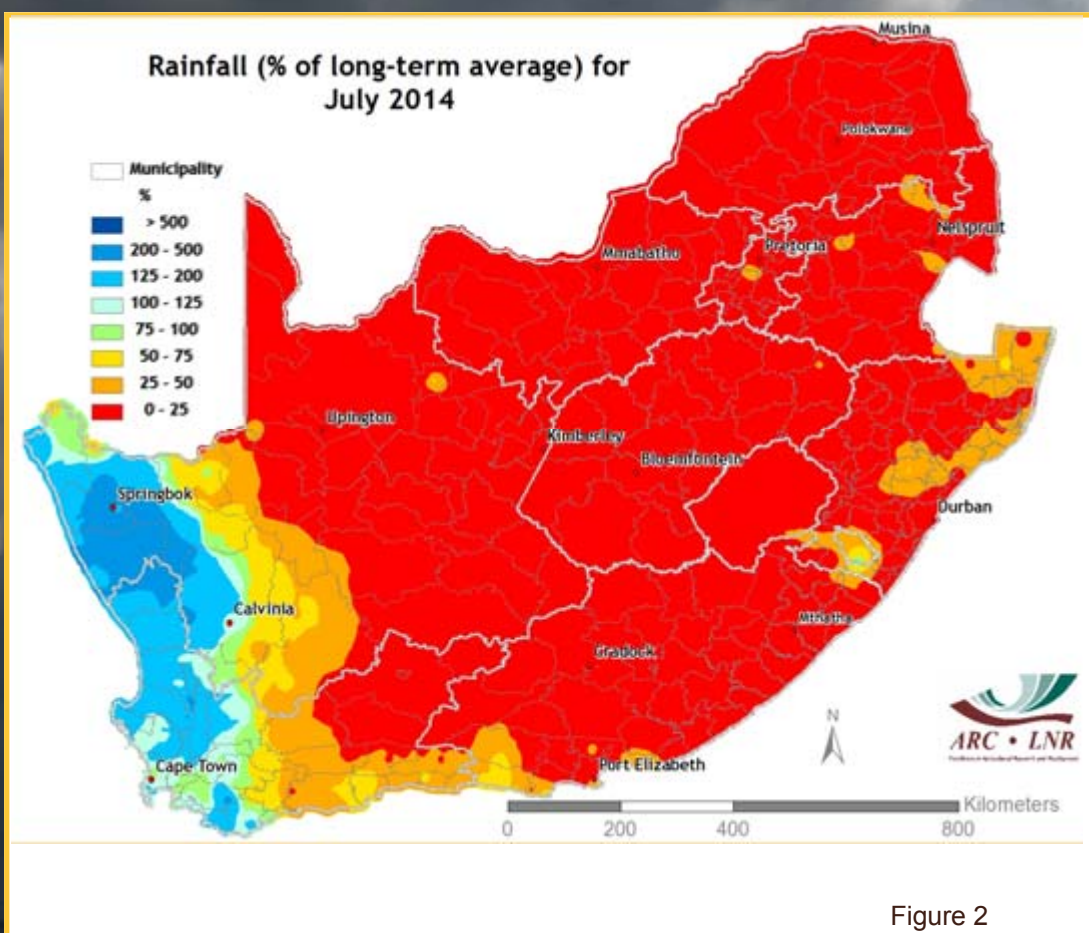 Rainfall (% of long-term average) for
July 2014
Municipality
%
> 500
200 - 500
125 - 200
100 - 125
75 - 100
50 - 75
25 - 50
0 - 25
Musina
Polokwane
Nelspruit
Pregoria
Mmabatho
Upington
Kimberley
Bloemfontein
Durban
Springbok
Calvinia
Mthatha
Cradock
Cape Town
Port Elizabeth
N
ARC • LNR
Kilometers
0 200 400 800
Figure 2